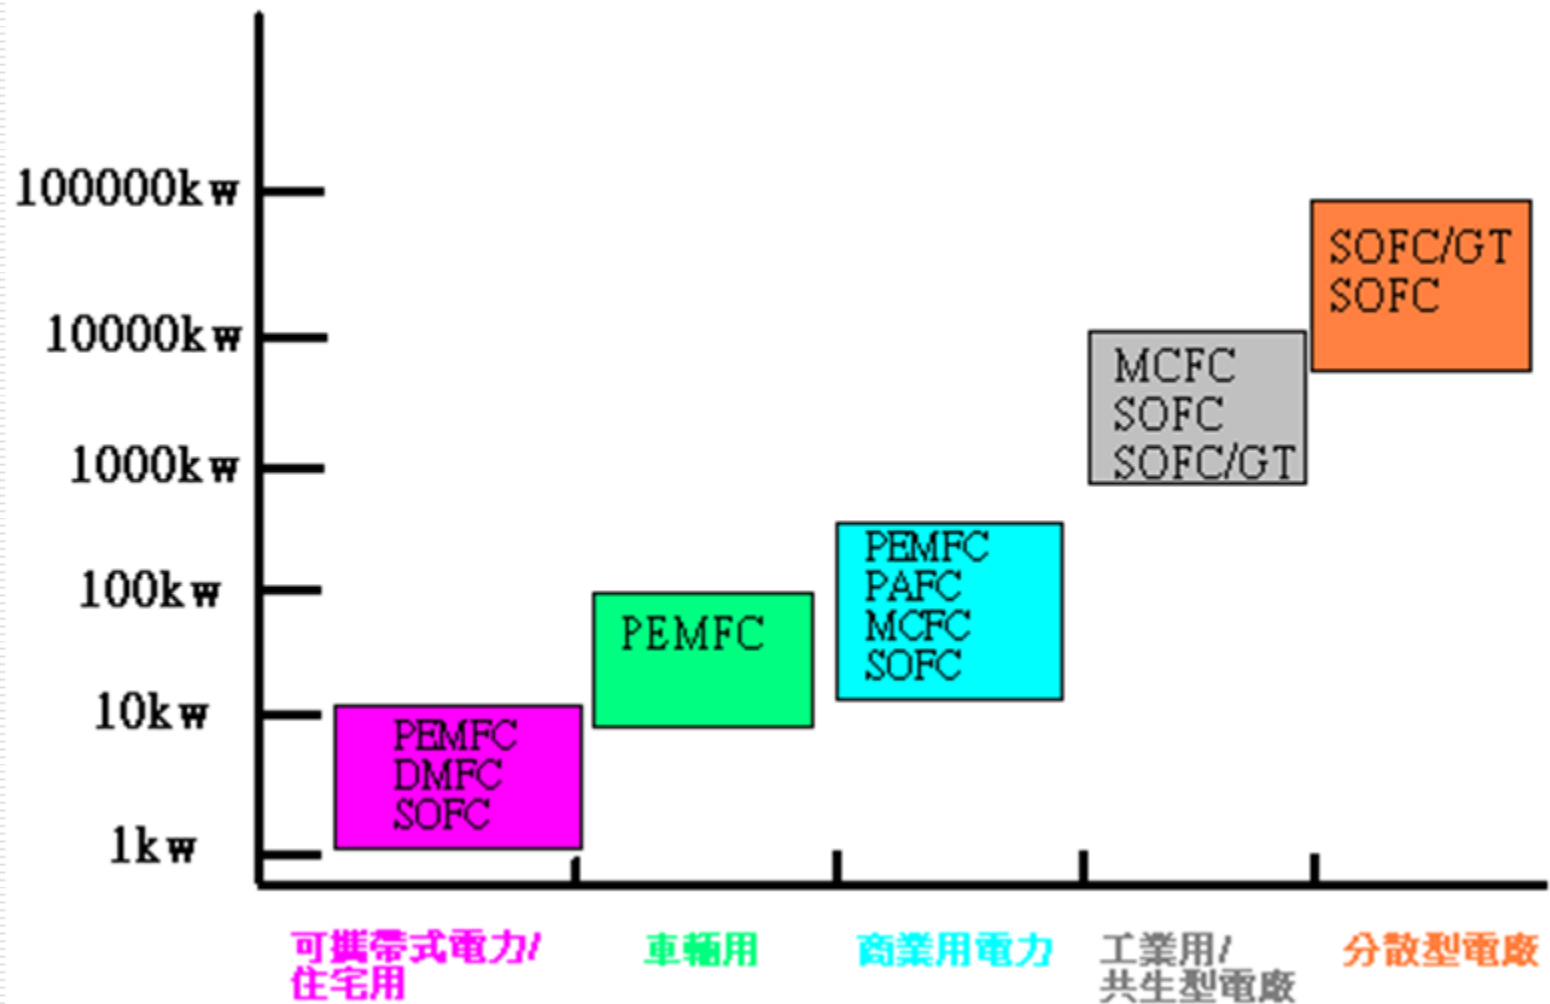 100000kw
10000kw
1000kw
100kw
10kw
1kw
PEMFC
DMFC
SOFC
PEMFC
PEMFC
PAFC
MCFC
SOFC
MCFC
SOFC
SOFC/GT
SOFC/GT
SOFC
可攜帶式電力/
住宅用
車輛用
商業用電力
工業用/
共生型電廠
分散型電廠